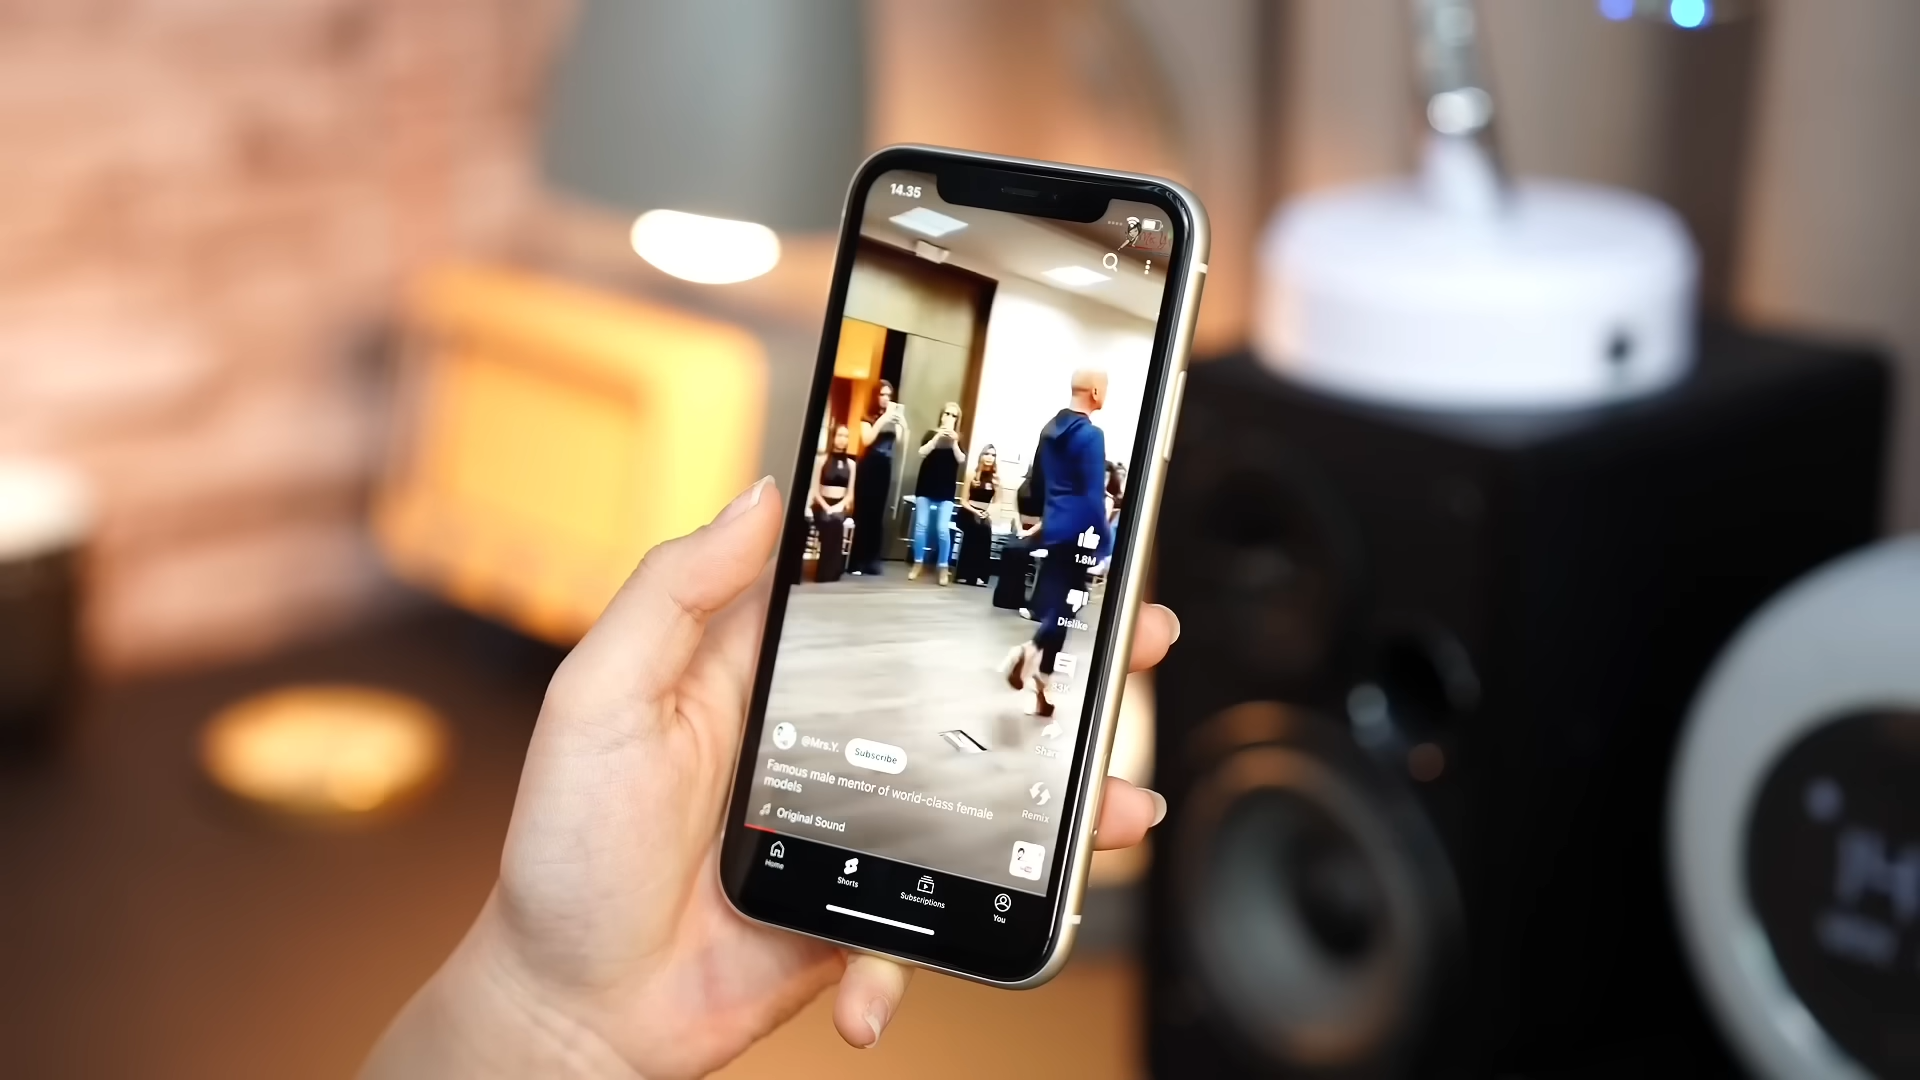 14.35
1.8M
Dislike
Share
@Mrs.Y.
Subscribe
Famous male mentor of world-class female
models
Remix
Original Sound
Home
Shorts
Subscriptions
You